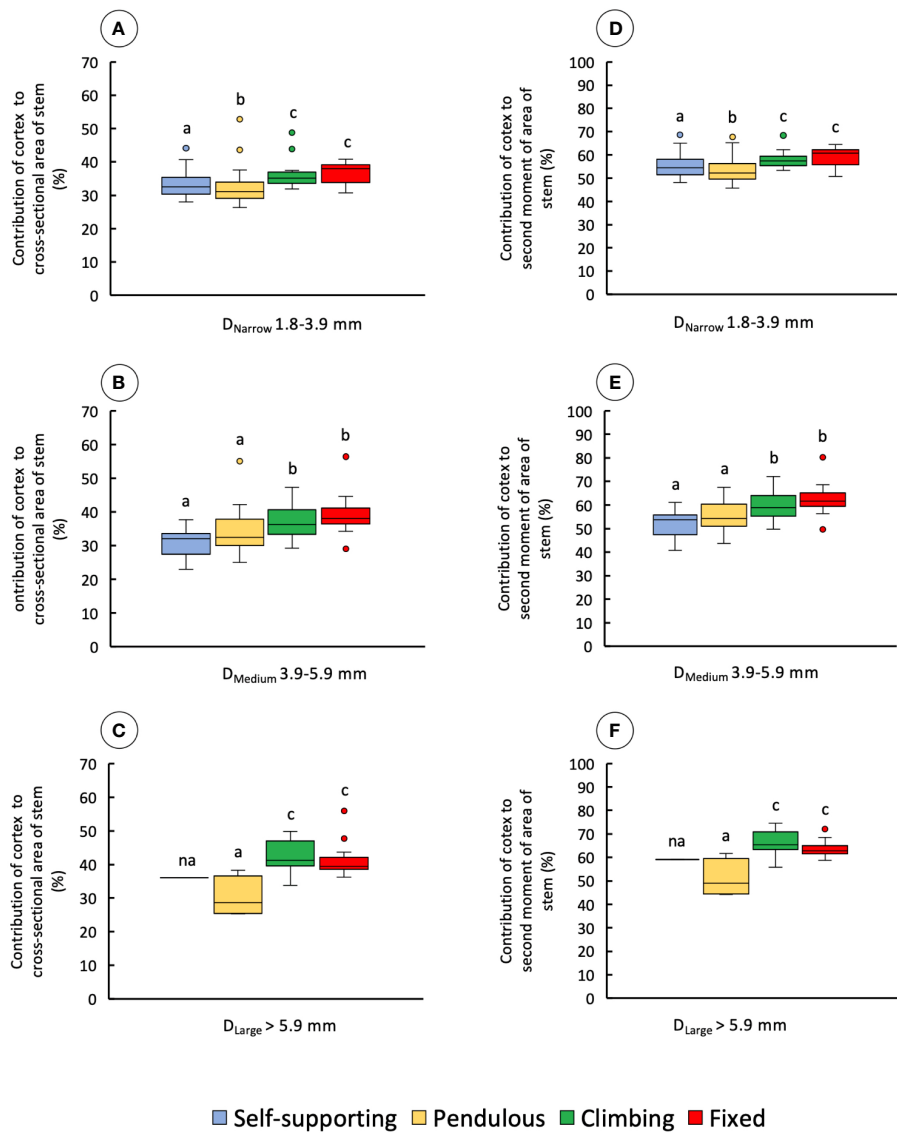 A
Contribution of cortex to
cross-sectional area of stem
(%)
70
60
50
40
30
20
10
0
a
b
c
c
D_Narrow 1.8-3.9 mm
D
Contribution of cotex to
second moment of area of
stem (%)
100
90
80
70
60
50
40
30
20
10
0
a
b
c
c
D_Narrow 1.8-3.9 mm
B
ontribution of cortex to
cross-sectional area of stem
(%)
70
60
50
40
30
20
10
0
a
a
b
b
D_Medium 3.9-5.9 mm
E
Contribution of cotex to
second moment of area of
stem (%)
100
90
80
70
60
50
40
30
20
10
0
a
a
b
b
D_Medium 3.9-5.9 mm
C
Contribution of cortex to
cross-sectional area of stem
(%)
70
60
50
40
30
20
10
0
na
a
c
c
D_Large > 5.9 mm
F
Contribution of cotex to
second moment of area of
stem (%)
100
90
80
70
60
50
40
30
20
10
0
na
a
c
c
D_Large > 5.9 mm
Self-supporting Pendulous Climbing Fixed